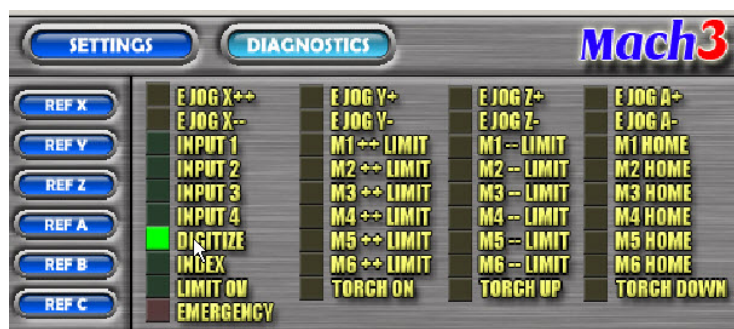 SETTINGS DIAGNOSTICS Mach3
REF X
REF Y
REF Z
REF A
REF B
REF C
E JOG X++ E JOG Y+ E JOG Z+ E JOG A+
E JOG X-- E JOG Y- E JOG Z- E JOG A-
INPUT 1 M1 ++ LIMIT M1 -- LIMIT M1 HOME
INPUT 2 M2 ++ LIMIT M2 -- LIMIT M2 HOME
INPUT 3 M3 ++ LIMIT M3 -- LIMIT M3 HOME
INPUT 4 M4 ++ LIMIT M4 -- LIMIT M4 HOME
DIGITIZE M5 ++ LIMIT M5 -- LIMIT M5 HOME
INDEX M6 ++ LIMIT M6 -- LIMIT M6 HOME
LIMIT OV TORCH ON TORCH UP TORCH DOWN
EMERGENCY